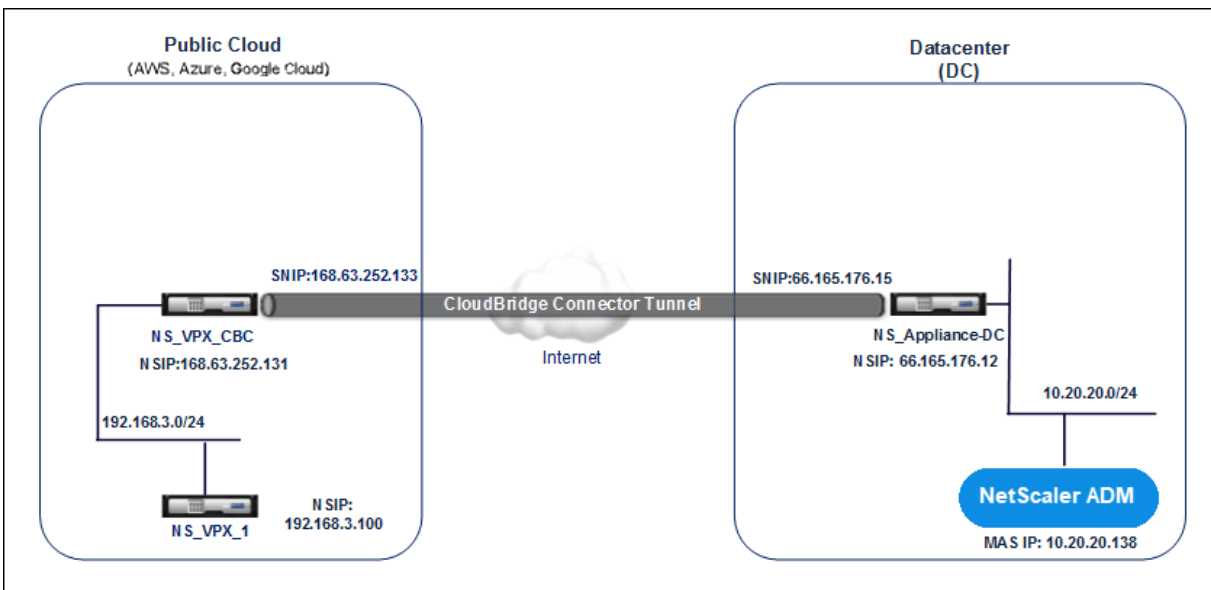 Public Cloud
(AWS, Azure, Google Cloud)
Datacenter
(DC)
SNIP:168.63.252.133
SNIP:66.165.176.15
CloudBridge Connector Tunnel
NS_VPX_CBC
NSIP:168.63.252.131
Internet
NS_Appliance-DC
NSIP: 66.165.176.12
192.168.3.0/24
10.20.20.0/24
NS_VPX_1
NSIP:
192.168.3.100
NetScaler ADM
MAS IP: 10.20.20.138